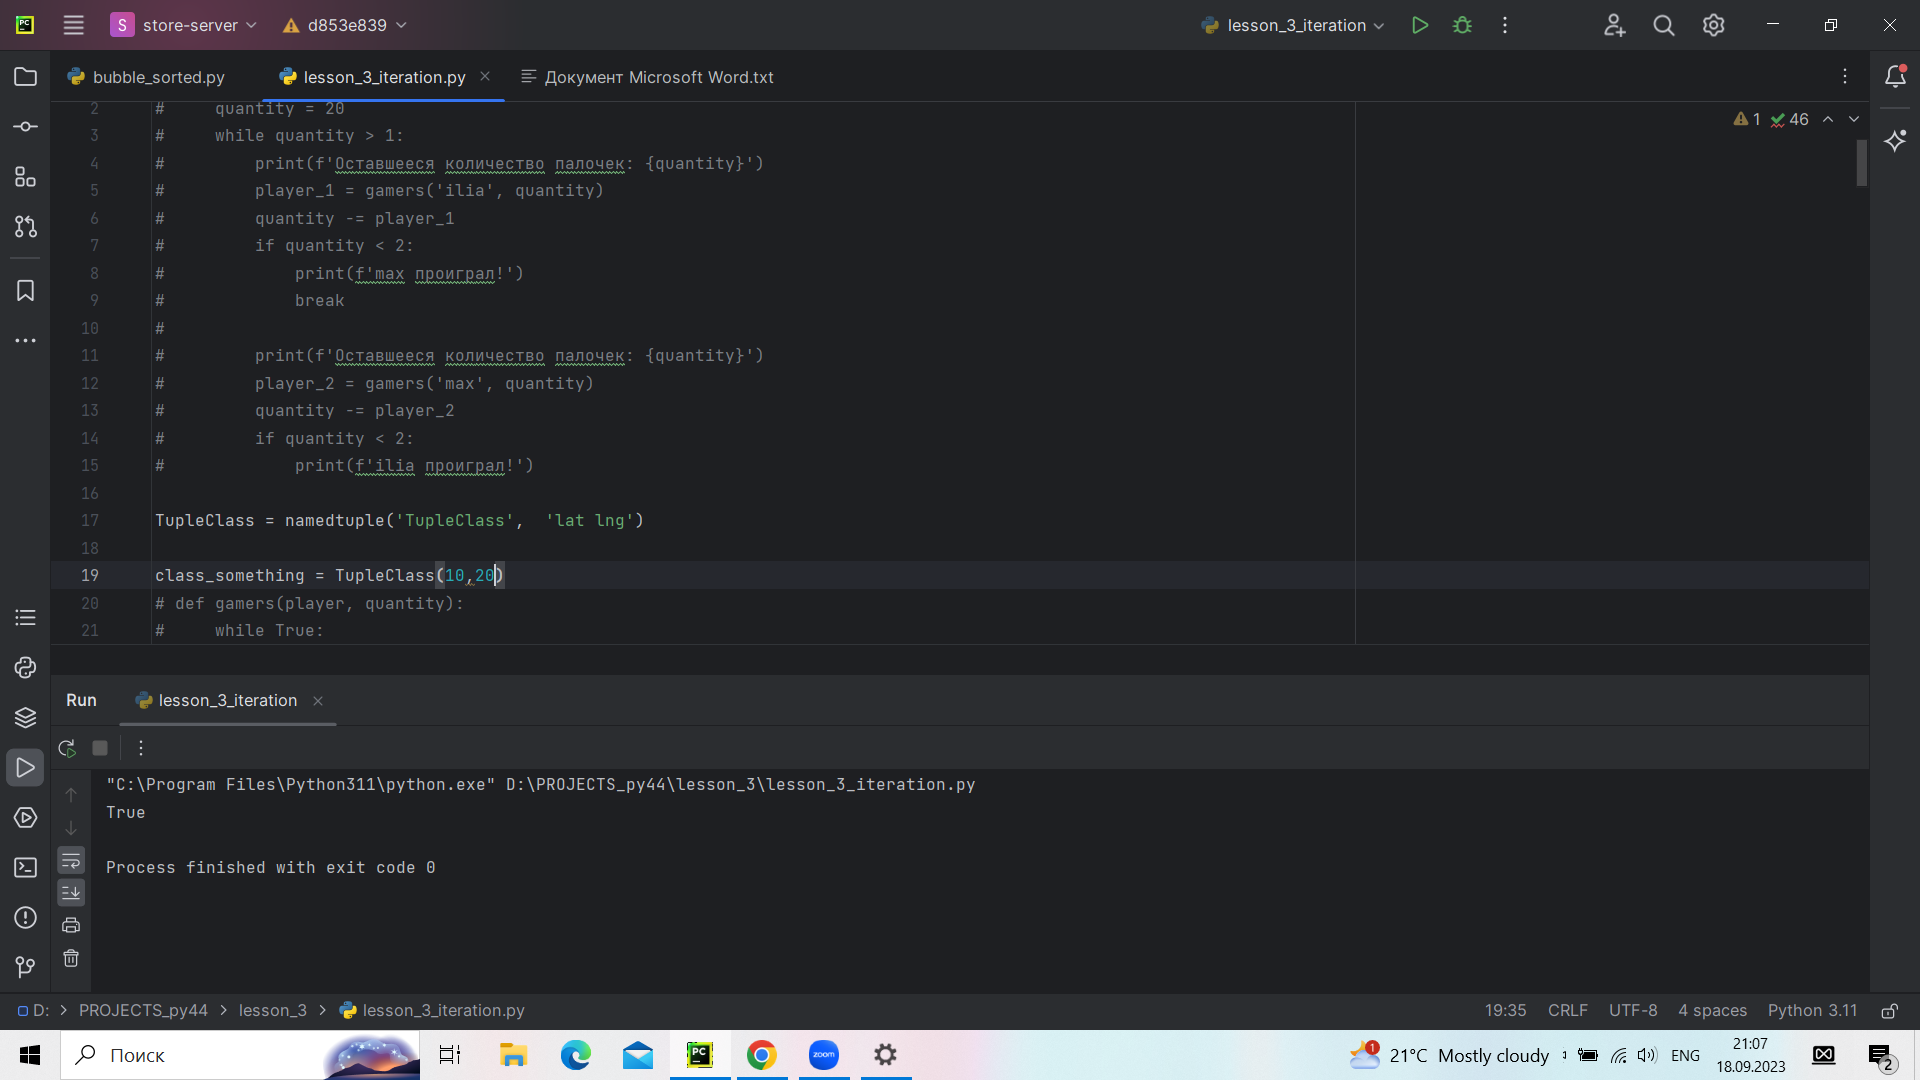 S store-server d853e839 lesson_3_iteration
bubble_sorted.py lesson_3_iteration.py Документ Microsoft Word.txt
1 46
2 #     quantity = 20
3 #     while quantity > 1:
4 #         print(f'Оставшееся количество палочек: {quantity}')
5 #         player_1 = gamers('ilia', quantity)
6 #         quantity -= player_1
7 #         if quantity < 2:
8 #             print(f'max проиграл!')
9 #             break
10 #
11 #         print(f'Оставшееся количество палочек: {quantity}')
12 #         player_2 = gamers('max', quantity)
13 #         quantity -= player_2
14 #         if quantity < 2:
15 #             print(f'ilia проиграл!')
16
17 TupleClass = namedtuple('TupleClass',  'lat lng')
18
19 class_something = TupleClass(10,20)
20 # def gamers(player, quantity):
21 #     while True:
Run lesson_3_iteration
"C:\Program Files\Python311\python.exe" D:\PROJECTS_py44\lesson_3\lesson_3_iteration.py
True
Process finished with exit code 0
D: > PROJECTS_py44 > lesson_3 > lesson_3_iteration.py 19:35 CRLF UTF-8 4 spaces Python 3.11
Поиск PC zoom 1 21°C Mostly cloudy ENG 21:07
18.09.2023 2